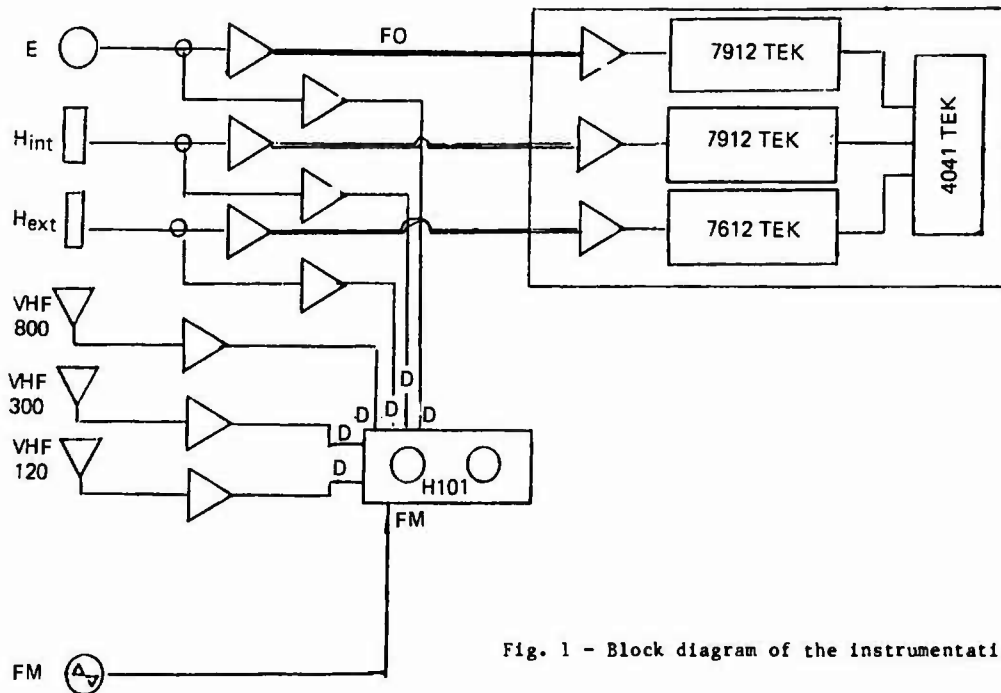 E
FO
7912 TEK
4041 TEK
Hint
7912 TEK
Hext
7612 TEK
VHF
800
VHF
300
D
D
D
D
D
VHF
120
D
H101
FM
FM
Fig. 1 - Block diagram of the instrumentati